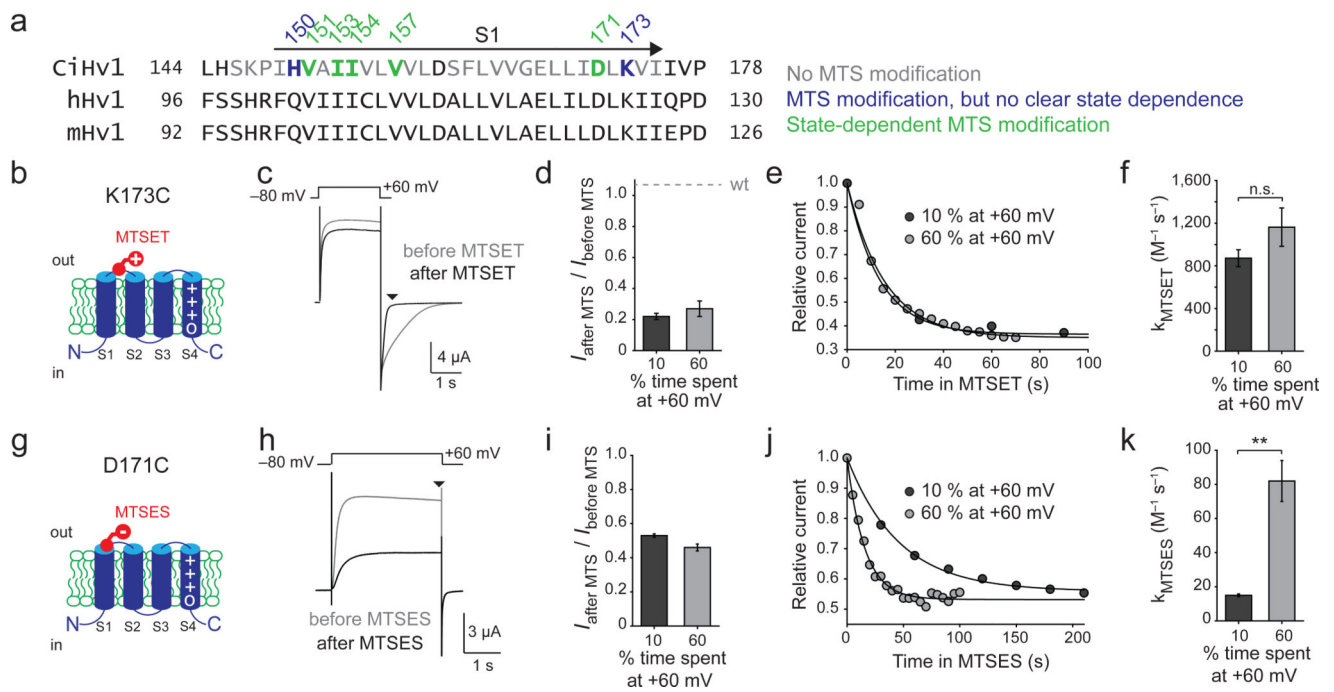 a
150 151 153 154 157 171 173
S1
CiHv1 144 LHSKPIHVAIIVLVVLDSFLVVGELLIDLKVIIVP 178
hHv1 96 FSSHRFQVIIICLVVLDALLVLAELILDLKIIQPD 130
mHv1 92 FSSHRFQVIIICLVVLDALLVLAELLLDLKIIEPD 126
No MTS modification
MTS modification, but no clear state dependence
State-dependent MTS modification
b
K173C
MTSET
+
out
in
N
S1 S2 S3 S4
+
+
+
O
C
c
+60 mV
−80 mV
before MTSET
after MTSET
4 µA
1 s
d
I after MTS / I before MTS
1.0
0.8
0.6
0.4
0.2
0
wt
10 60
% time spent
at +60 mV
e
Relative current
1.0
0.9
0.8
0.7
0.6
0.5
0.4
0.3
10 % at +60 mV
60 % at +60 mV
0 20 40 60 80 100
Time in MTSET (s)
f
kMTSET (M−1 s−1)
1,600
1,200
800
400
0
n.s.
10 60
% time spent
at +60 mV
g
D171C
MTSES
-
out
in
N
S1 S2 S3 S4
+
+
+
O
C
h
+60 mV
−80 mV
before MTSES
after MTSES
3 µA
1 s
i
I after MTS / I before MTS
1.0
0.8
0.6
0.4
0.2
0
10 60
% time spent
at +60 mV
j
Relative current
1.0
0.9
0.8
0.7
0.6
0.5
10 % at +60 mV
60 % at +60 mV
0 50 100 150 200
Time in MTSES (s)
k
kMTSES (M−1 s−1)
100
80
60
40
20
0
**
10 60
% time spent
at +60 mV